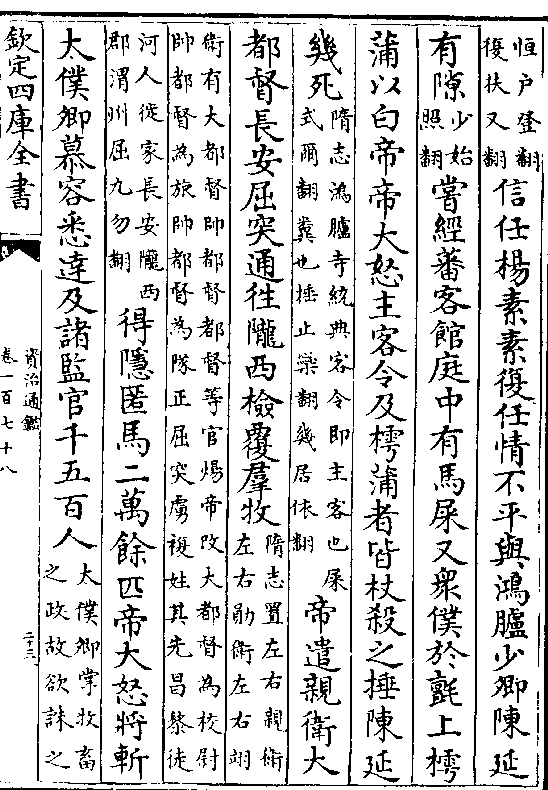 恒户登翻復扶又翻信任楊素素復任情不平與鴻臚少卿陳延
有隙少始照翻嘗經蕃客館庭中有馬屎又衆僕於氈上樗
蒲以白帝帝大怒主客令及樗蒲者皆杖殺之捶陳延
幾死隋志鴻臚寺統典客令即主客也屎式爾翻糞也捶止橤翻幾居依翻帝遣親衛大
都督長安屈突通往隴西檢覆羣牧隋志置左右親衛左右勛衛左右翊
衛有大都督帥都督都督等官煬帝改大都督為校尉帥都督為旅帥都督為隊正屈突虜複姓其先昌黎徒
河人徙家長安隴西郡渭州屈九勿翻得隱匿馬二萬餘匹帝大怒將斬
太僕卿慕容悉達及諸監官千五百人太僕卿掌牧畜之政故欲誅之
欽定四庫全書
資治通鑑
卷一百七十八
二十三